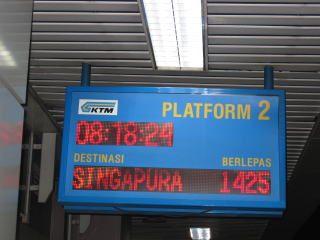 KTM PLATFORM 2
08:18:24
DESTINASI BERLEPAS
SINGAPURA 1425